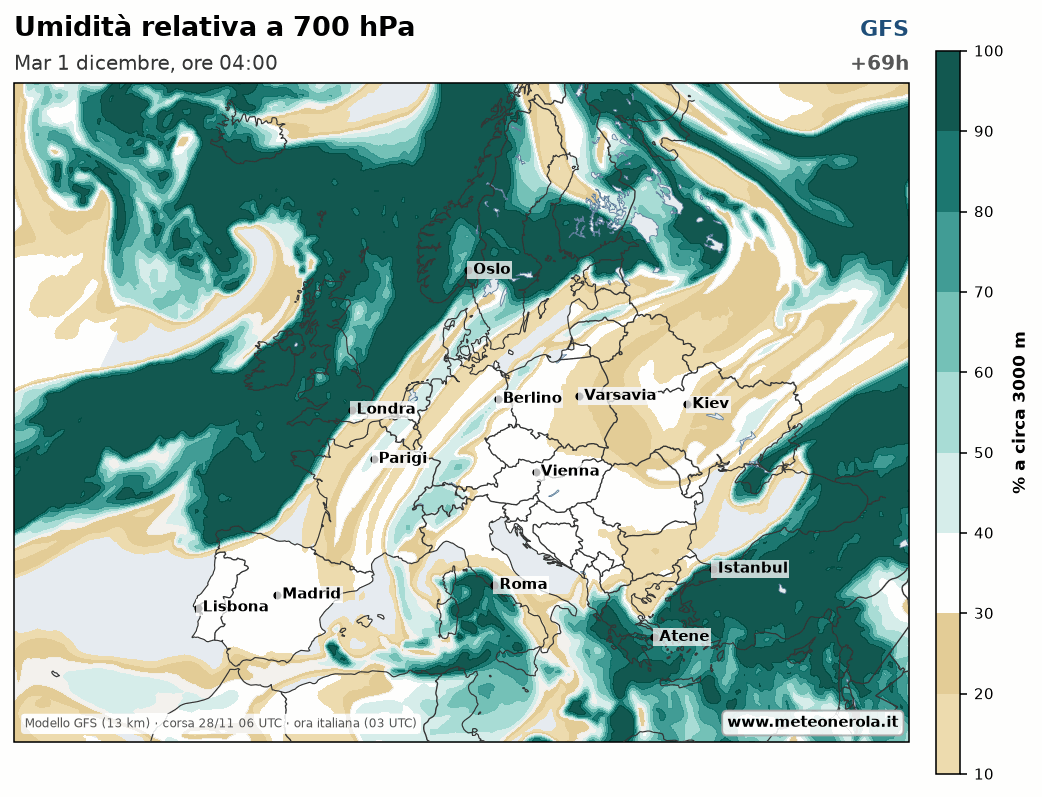 Umidità relativa a 700 hPa
GFS
Mar 1 dicembre, ore 04:00
+69h
Oslo
Londra
Berlino
Varsavia
Kiev
Parigi
Vienna
Istanbul
Roma
Madrid
Lisbona
Atene
Modello GFS (13 km) · corsa 28/11 06 UTC · ora italiana (03 UTC)
www.meteonerola.it
100
90
80
70
60
50
40
30
20
10
% a circa 3000 m